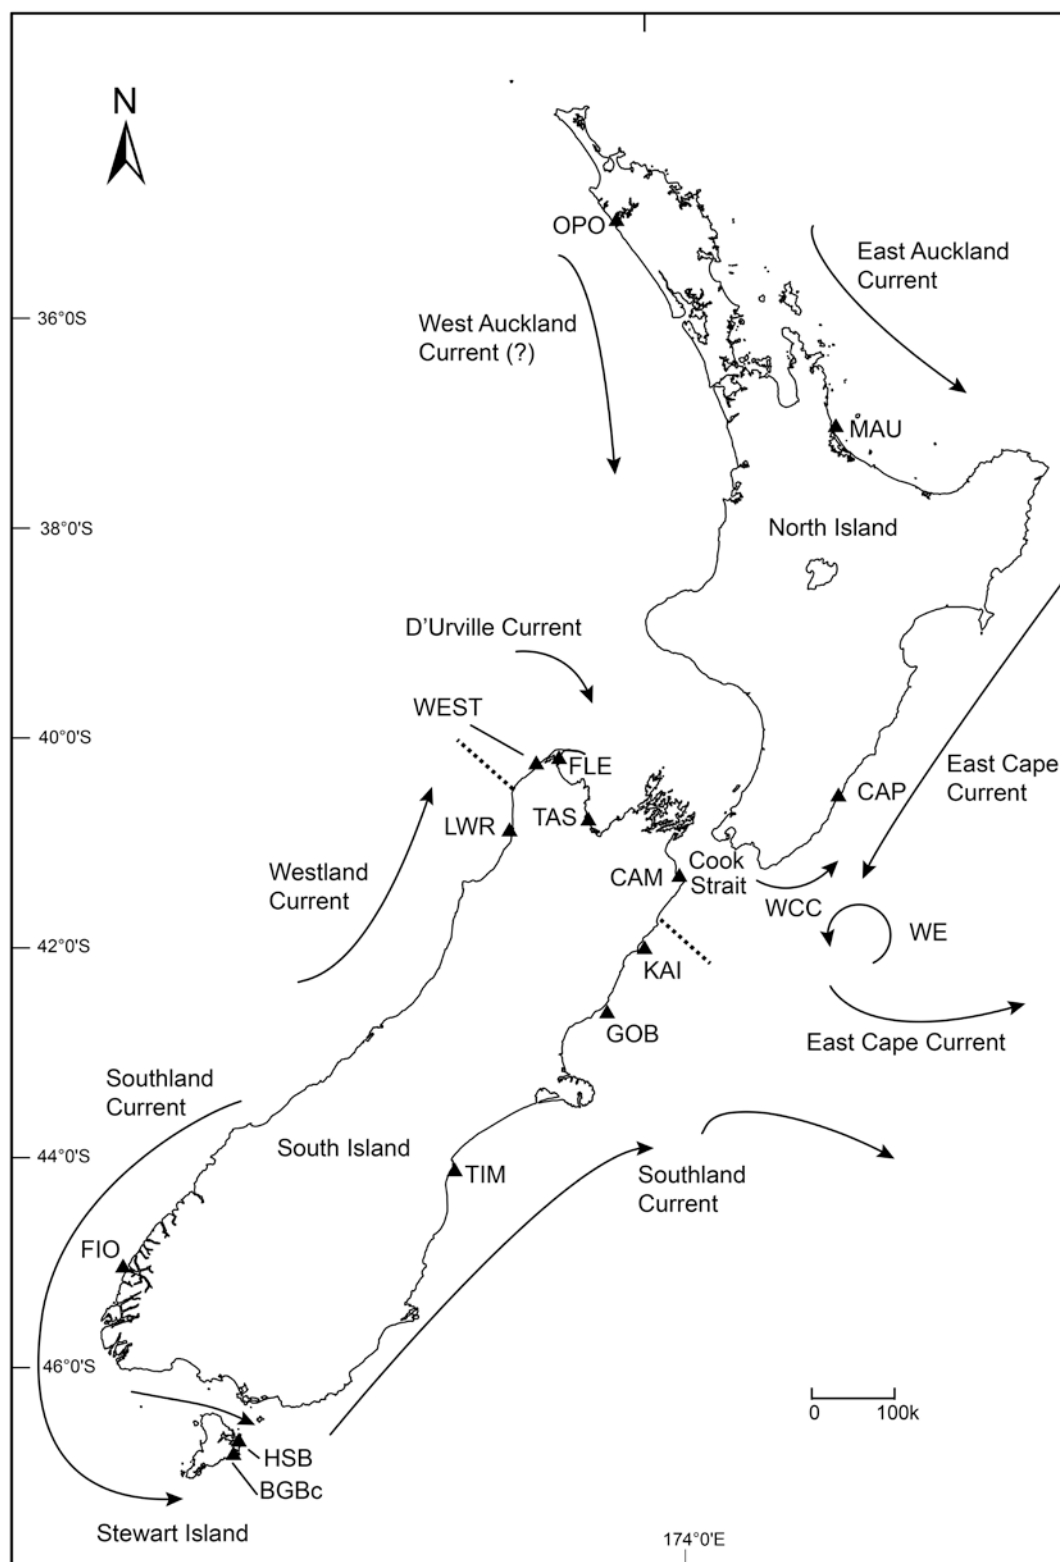 N
OPO
East Auckland
Current
36°0'S
West Auckland
Current (?)
MAU
38°0'S
North Island
D'Urville Current
WEST
40°0'S
FLE
East Cape
Current
CAP
LWR
TAS
Cook
Strait
CAM
Westland
Current
WCC
WE
42°0'S
KAI
GOB
East Cape Current
Southland
Current
South Island
44°0'S
TIM
Southland
Current
FIO
46°0'S
0 100k
HSB
BGBc
Stewart Island
174°0'E